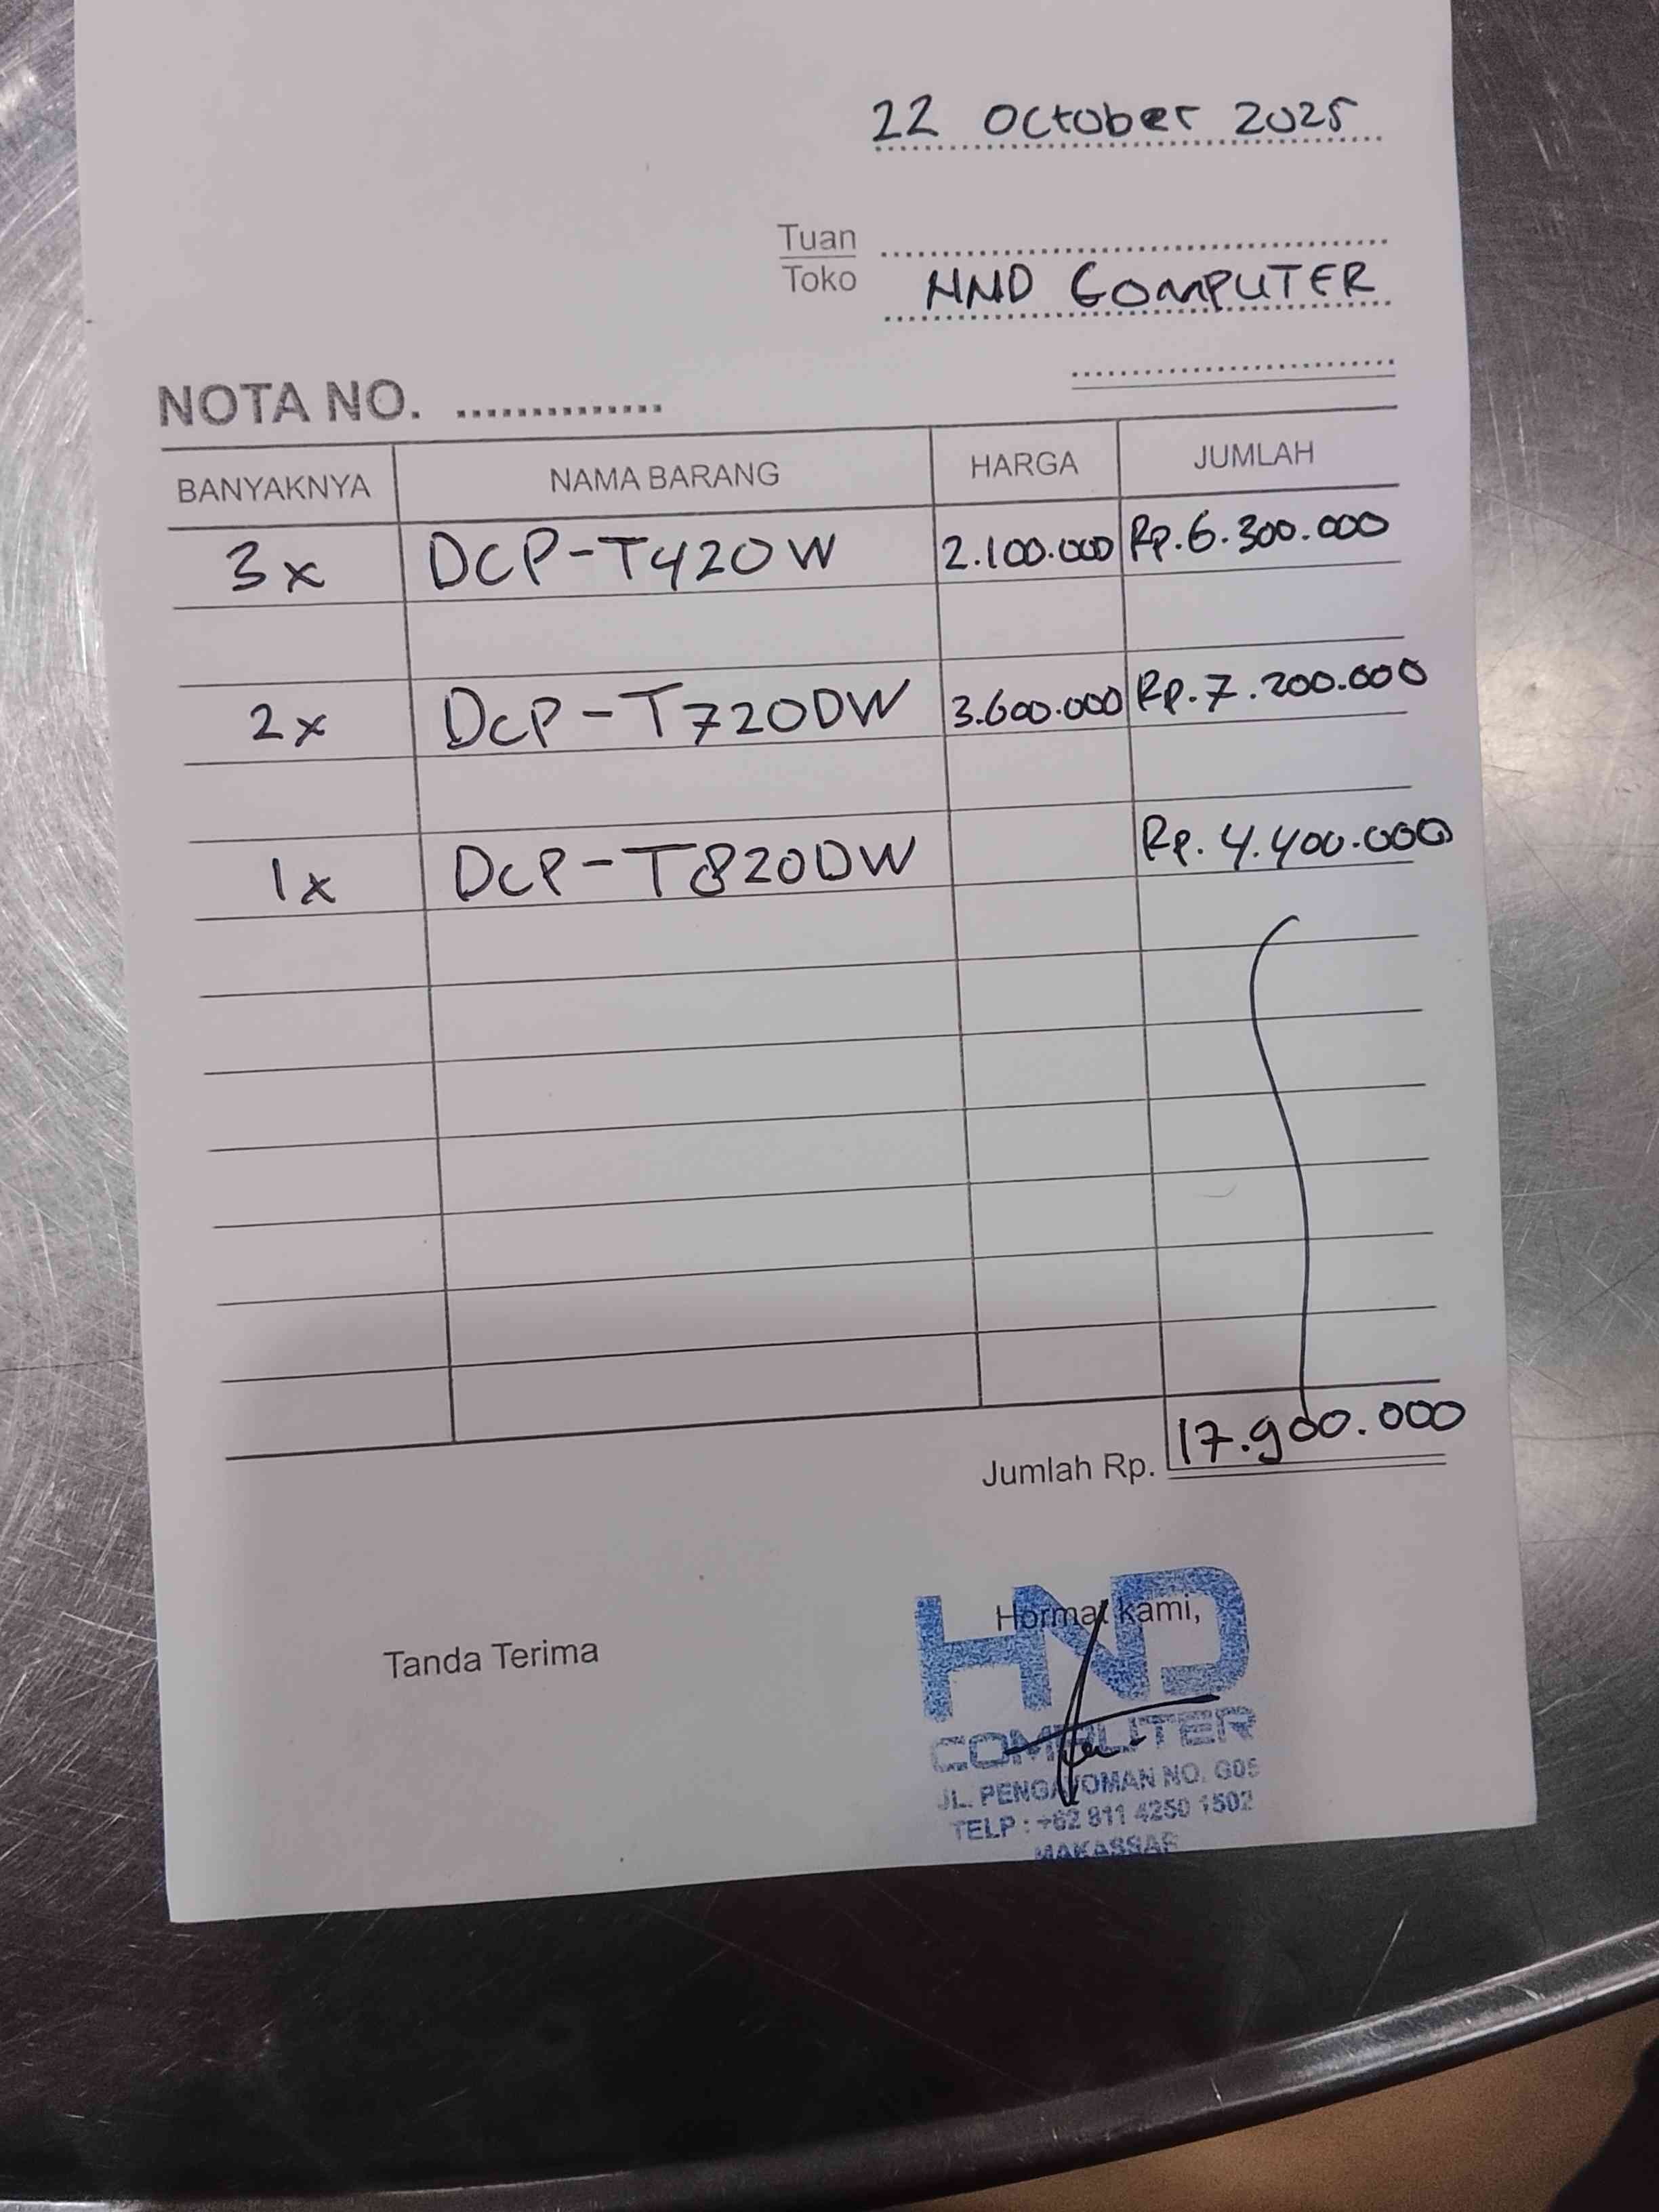 22 October 2025
Tuan
Toko HND COMPUTER
NOTA NO. ..............
BANYAKNYA NAMA BARANG HARGA JUMLAH
3x DCP-T420W 2.100.000 Rp.6.300.000
2x DCP-T720DW 3.600.000 Rp.7.200.000
1x DCP-T820DW Rp.4.400.000
Jumlah Rp. 17.900.000
Tanda Terima
Hormat kami,
HND
COMPUTER
JL. PENGAYOMAN NO. G05
TELP : +62 811 4250 1502
MAKASSAR